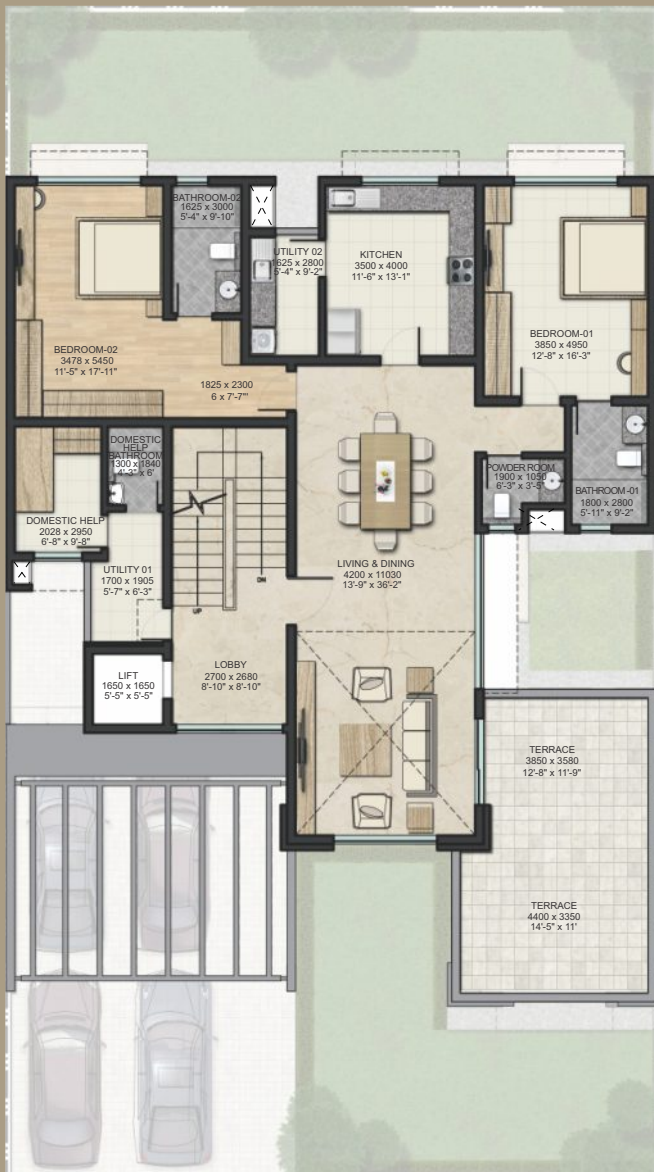 BATHROOM-02
1625 x 3000
5'-4" x 9'-10"
UTILITY 02
1625 x 2800
5'-4" x 9'-2"
KITCHEN
3500 x 4000
11'-6" x 13'-1"
BEDROOM-01
3850 x 4950
12'-8" x 16'-3"
BEDROOM-02
3478 x 5450
11'-5" x 17'-11"
1825 x 2300
6 x 7'-7"'
DOMESTIC
HELP
BATHROOM
1300 x 1840
4'-3" x 6'
POWDER ROOM
1900 x 1050
6'-3" x 3'-5"
BATHROOM-01
1800 x 2800
5'-11" x 9'-2"
DOMESTIC HELP
2028 x 2950
6'-8" x 9'-8"
UTILITY 01
1700 x 1905
5'-7" x 6'-3"
LIVING & DINING
4200 x 11030
13'-9" x 36'-2"
DN
UP
LIFT
1650 x 1650
5'-5" x 5'-5"
LOBBY
2700 x 2680
8'-10" x 8'-10"
TERRACE
3850 x 3580
12'-8" x 11'-9"
TERRACE
4400 x 3350
14'-5" x 11'